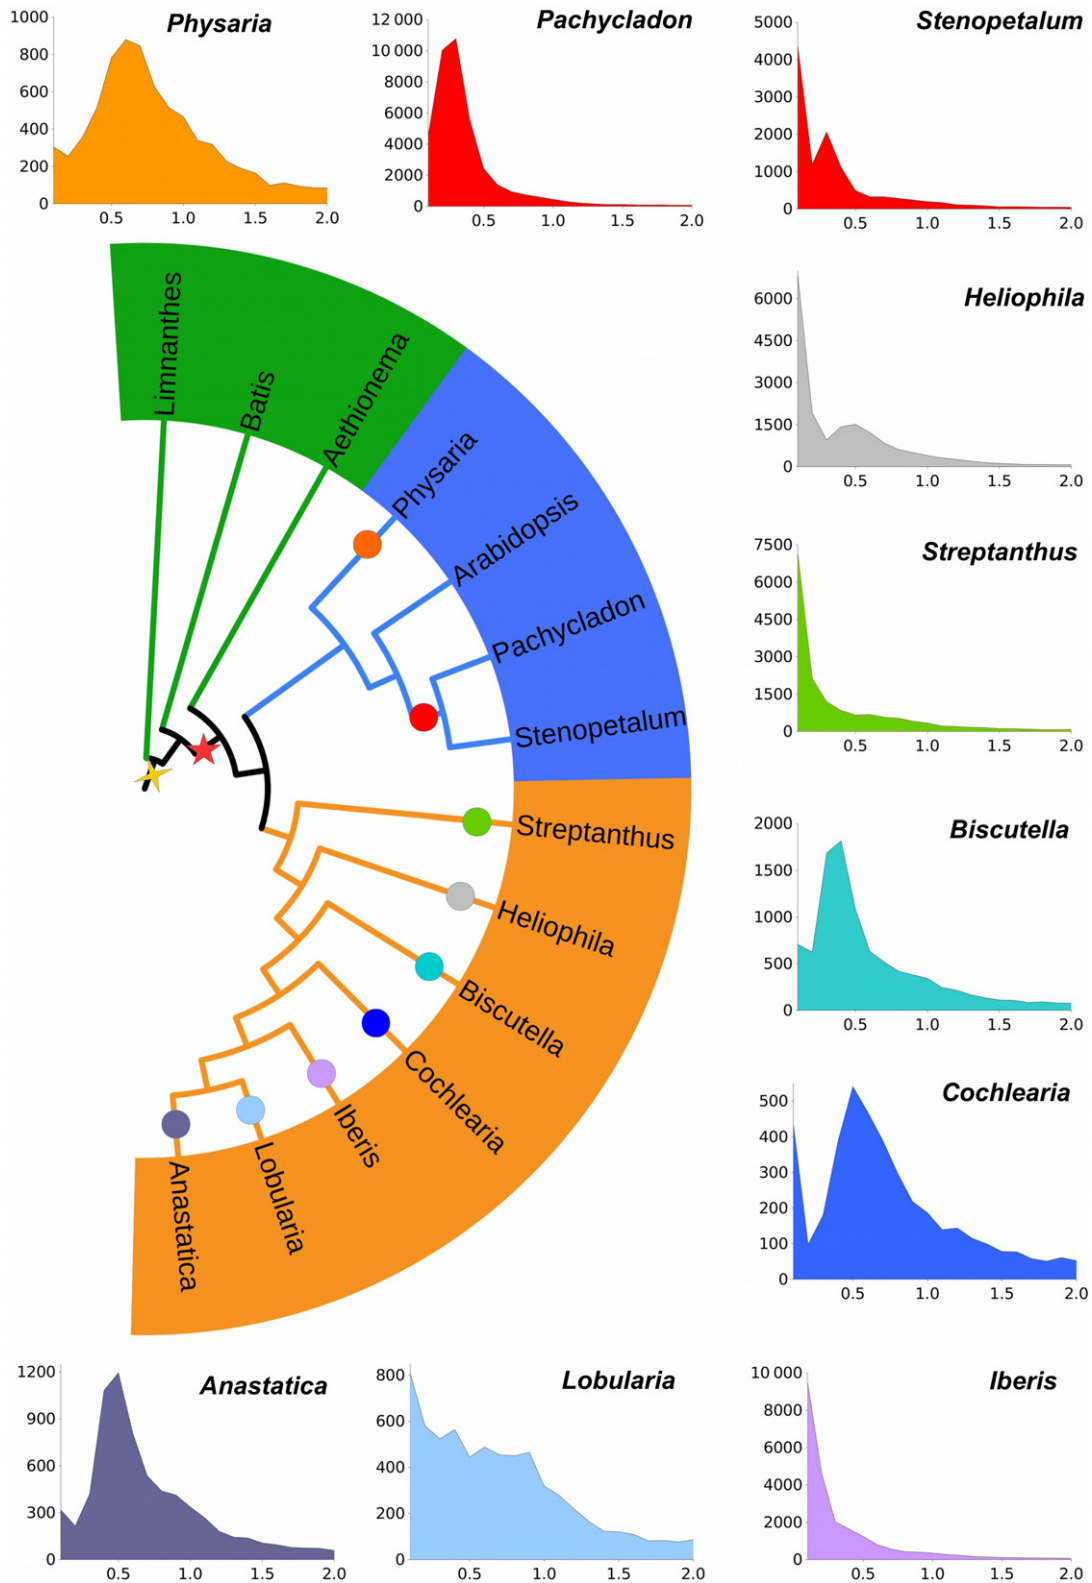 Physaria
1000
800
600
400
200
0
0.5 1.0 1.5 2.0
Pachycladon
12 000
10 000
8000
6000
4000
2000
0
0.5 1.0 1.5 2.0
Stenopetalum
5000
4000
3000
2000
1000
0
0.5 1.0 1.5 2.0
Heliophila
6000
4500
3000
1500
0
0.5 1.0 1.5 2.0
Streptanthus
7500
6000
4500
3000
1500
0
0.5 1.0 1.5 2.0
Biscutella
2000
1500
1000
500
0
0.5 1.0 1.5 2.0
Cochlearia
500
400
300
200
100
0
0.5 1.0 1.5 2.0
Limnanthes
Batis
Aethionema
Physaria
Arabidopsis
Pachycladon
Stenopetalum
Streptanthus
Heliophila
Biscutella
Cochlearia
Iberis
Lobularia
Anastatica
Anastatica
1200
900
600
300
0
0.5 1.0 1.5 2.0
Lobularia
800
600
400
200
0
0.5 1.0 1.5 2.0
Iberis
10 000
8000
6000
4000
2000
0
0.5 1.0 1.5 2.0